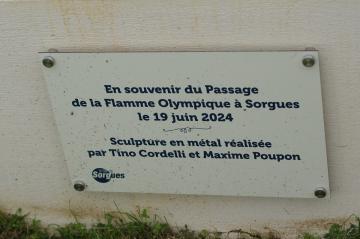 En souvenir du Passage
de la Flamme Olympique à Sorgues
le 19 juin 2024
Sculpture en métal réalisée
par Tino Cordelli et Maxime Poupon
Sorgues